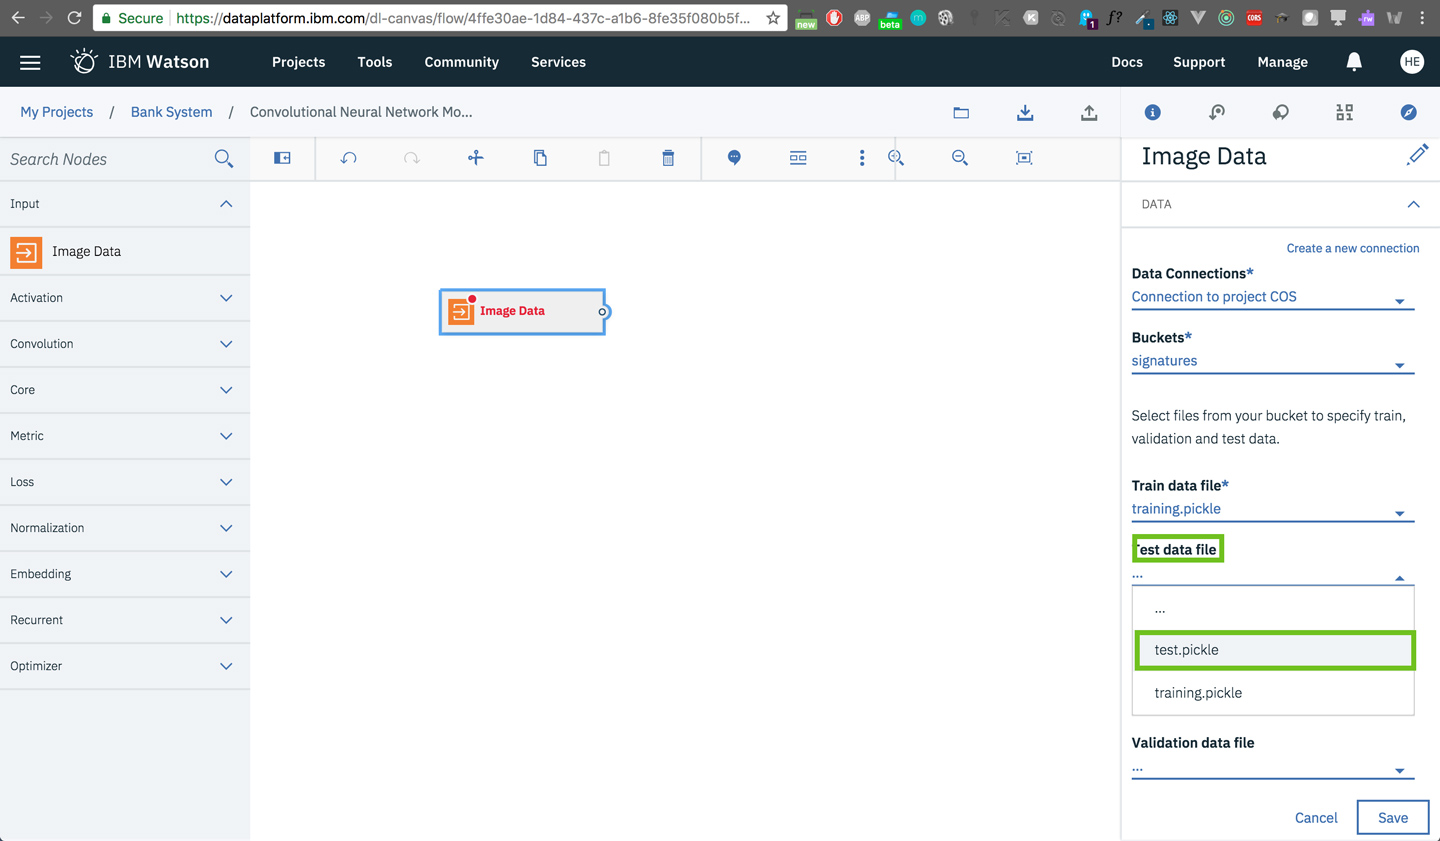 Secure
https://dataplatform.ibm.com/dl-canvas/flow/4ffe30ae-1d84-437c-a1b6-8fe35f080b5f...
new
ABP
beta
1
f?
CORS
rw
IBM Watson
Projects
Tools
Community
Services
Docs
Support
Manage
HE
My Projects / Bank System / Convolutional Neural Network Mo...
Search Nodes
Input
Image Data
Activation
Convolution
Core
Metric
Loss
Normalization
Embedding
Recurrent
Optimizer
Image Data
Image Data
DATA
Create a new connection
Data Connections*
Connection to project COS
Buckets*
signatures
Select files from your bucket to specify train,
validation and test data.
Train data file*
training.pickle
Test data file
...
...
test.pickle
training.pickle
Validation data file
...
Cancel
Save